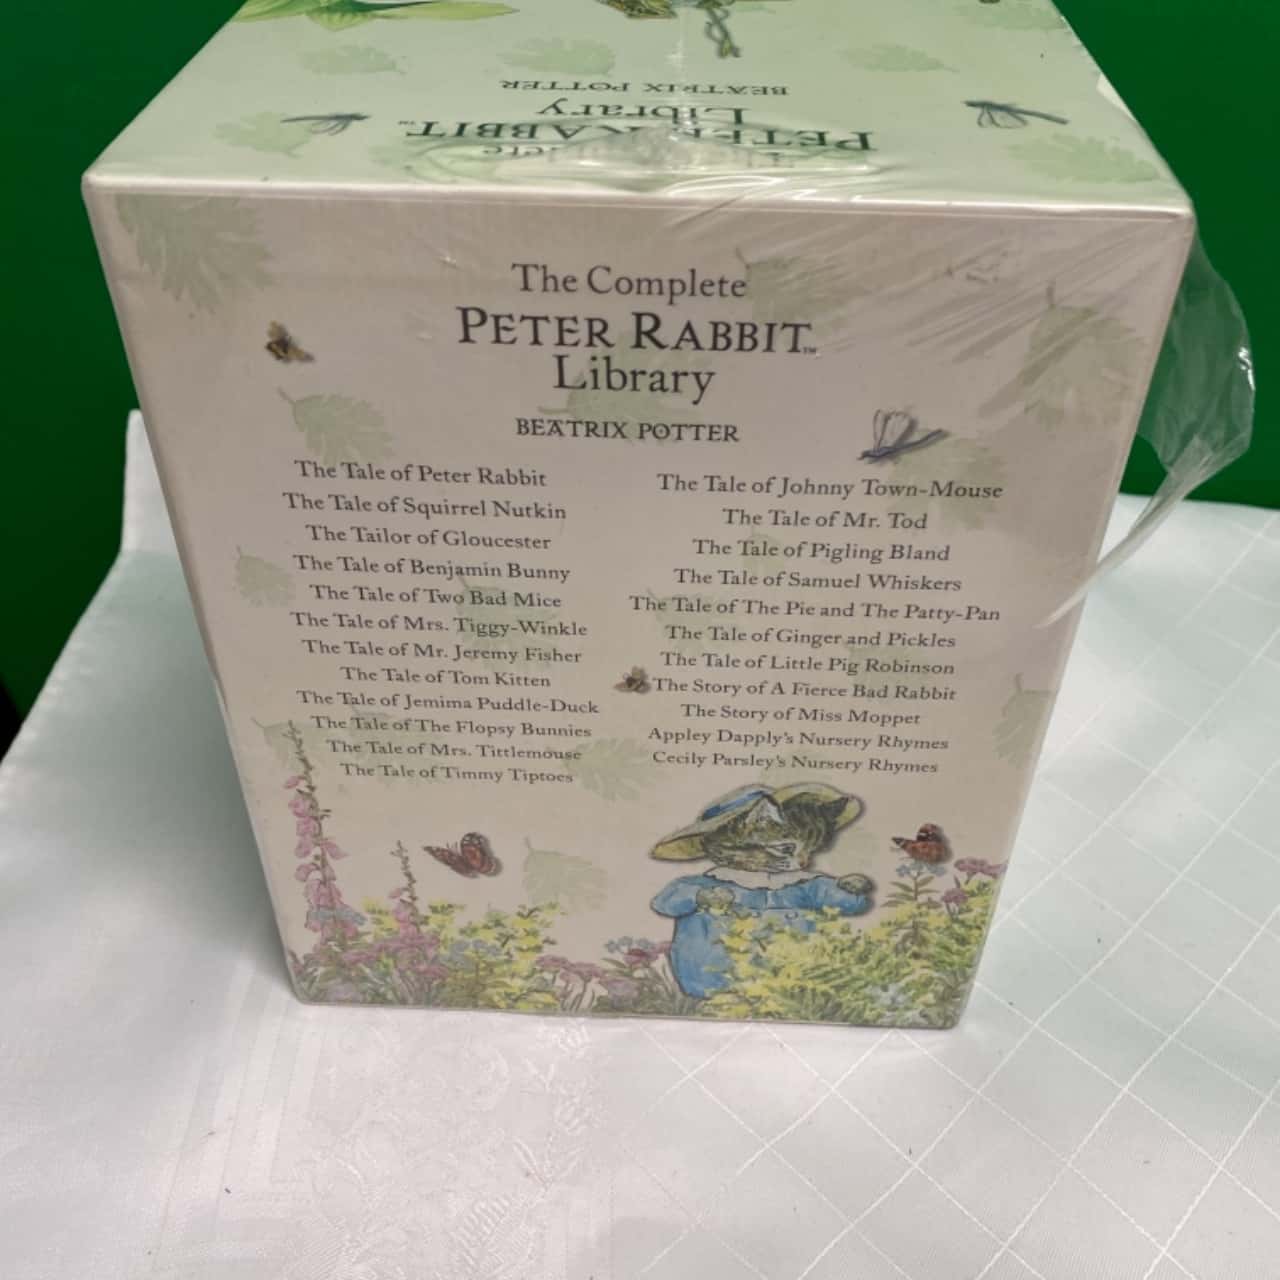 BEATRIX POTTER
Library
PETER RABBIT™
The Complete
PETER RABBIT™
Library
BEATRIX POTTER
The Tale of Peter Rabbit
The Tale of Squirrel Nutkin
The Tailor of Gloucester
The Tale of Benjamin Bunny
The Tale of Two Bad Mice
The Tale of Mrs. Tiggy-Winkle
The Tale of Mr. Jeremy Fisher
The Tale of Tom Kitten
The Tale of Jemima Puddle-Duck
The Tale of The Flopsy Bunnies
The Tale of Mrs. Tittlemouse
The Tale of Timmy Tiptoes
The Tale of Johnny Town-Mouse
The Tale of Mr. Tod
The Tale of Pigling Bland
The Tale of Samuel Whiskers
The Tale of The Pie and The Patty-Pan
The Tale of Ginger and Pickles
The Tale of Little Pig Robinson
The Story of A Fierce Bad Rabbit
The Story of Miss Moppet
Appley Dapply's Nursery Rhymes
Cecily Parsley's Nursery Rhymes